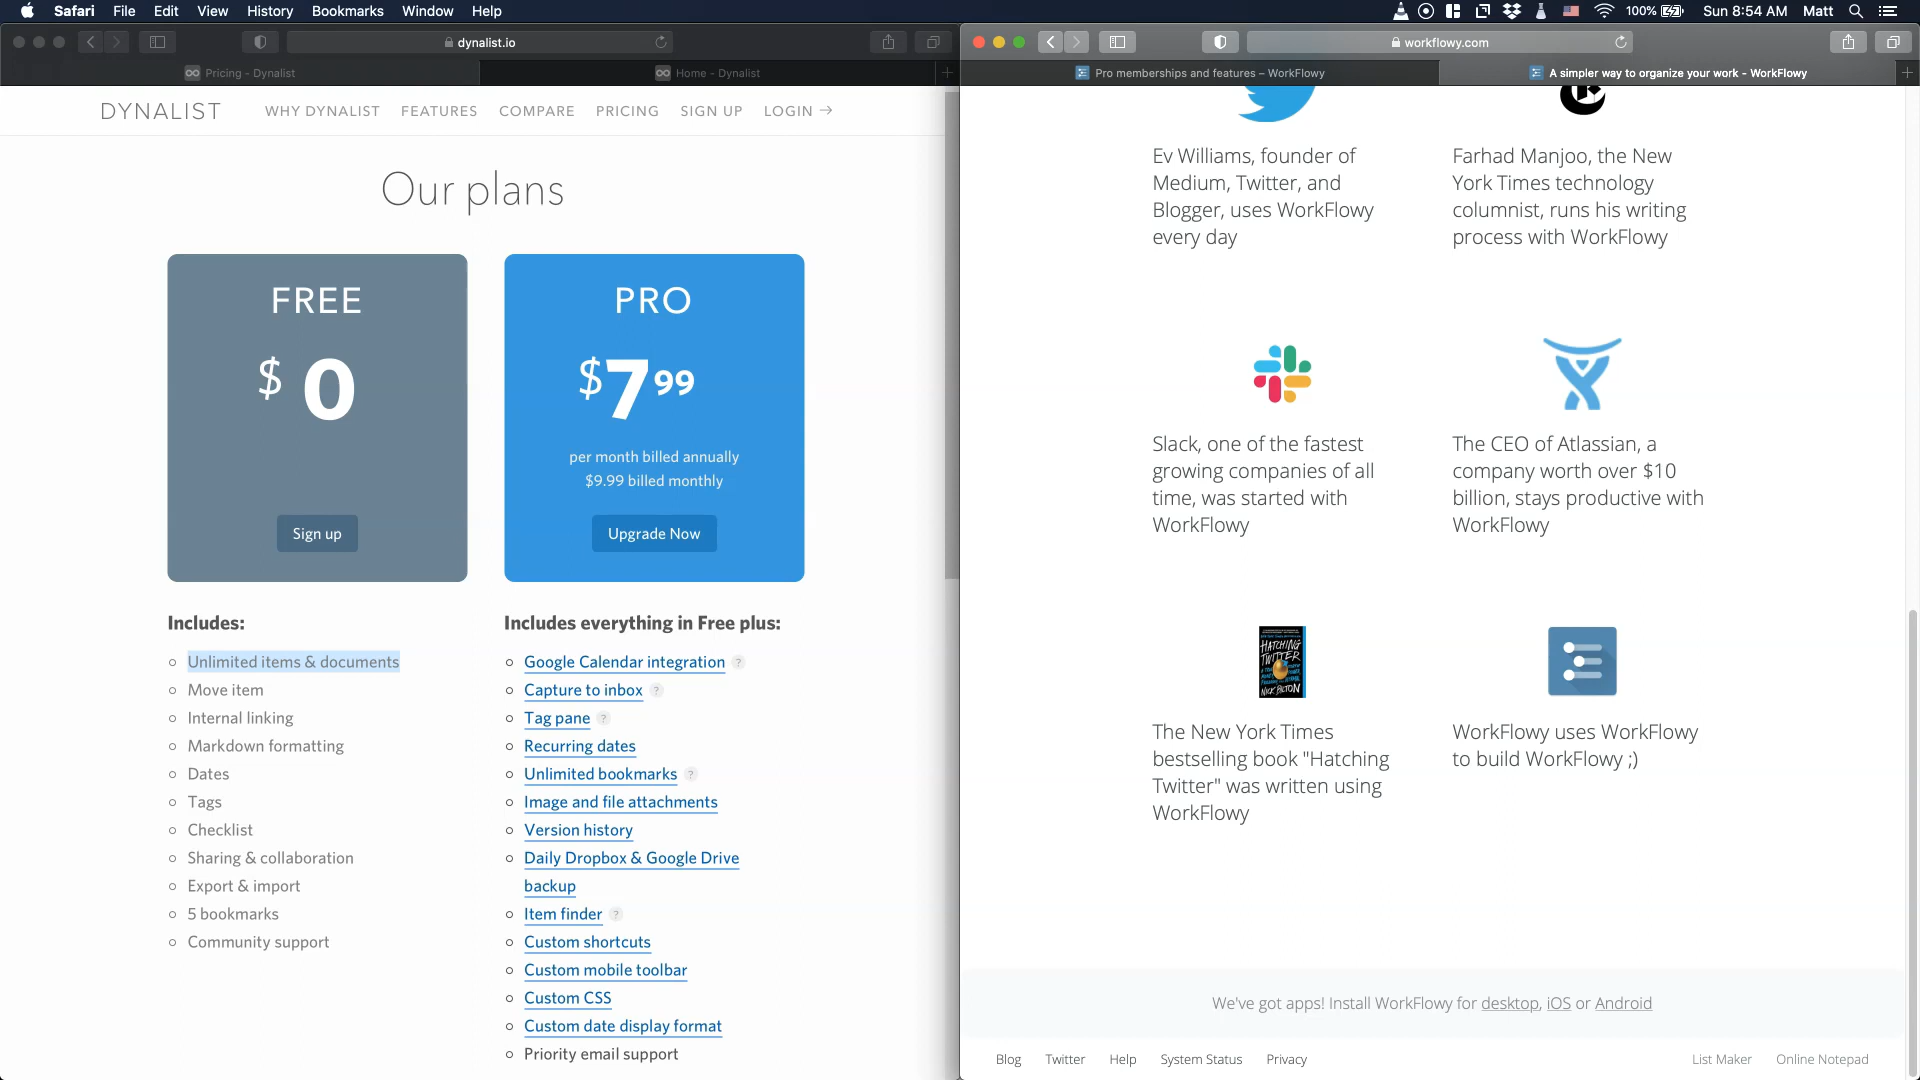 Safari File Edit View History Bookmarks Window Help
100% Sun 8:54 AM Matt
dynalist.io
Pricing - Dynalist
Home - Dynalist
DYNALIST WHY DYNALIST FEATURES COMPARE PRICING SIGN UP LOGIN →
Our plans
FREE
$ 0
Sign up
PRO
$7 99
per month billed annually
$9.99 billed monthly
Upgrade Now
Includes:
Unlimited items & documents
Move item
Internal linking
Markdown formatting
Dates
Tags
Checklist
Sharing & collaboration
Export & import
5 bookmarks
Community support
Includes everything in Free plus:
Google Calendar integration ?
Capture to inbox ?
Tag pane ?
Recurring dates
Unlimited bookmarks ?
Image and file attachments
Version history
Daily Dropbox & Google Drive
backup
Item finder ?
Custom shortcuts
Custom mobile toolbar
Custom CSS
Custom date display format
Priority email support
workflowy.com
Pro memberships and features – WorkFlowy
A simpler way to organize your work - WorkFlowy
Ev Williams, founder of
Medium, Twitter, and
Blogger, uses WorkFlowy
every day
Farhad Manjoo, the New
York Times technology
columnist, runs his writing
process with WorkFlowy
Slack, one of the fastest
growing companies of all
time, was started with
WorkFlowy
The CEO of Atlassian, a
company worth over $10
billion, stays productive with
WorkFlowy
HATCHING
TWITTER
NICK BILTON
The New York Times
bestselling book "Hatching
Twitter" was written using
WorkFlowy
WorkFlowy uses WorkFlowy
to build WorkFlowy ;)
We've got apps! Install WorkFlowy for desktop, iOS or Android
Blog Twitter Help System Status Privacy
List Maker Online Notepad